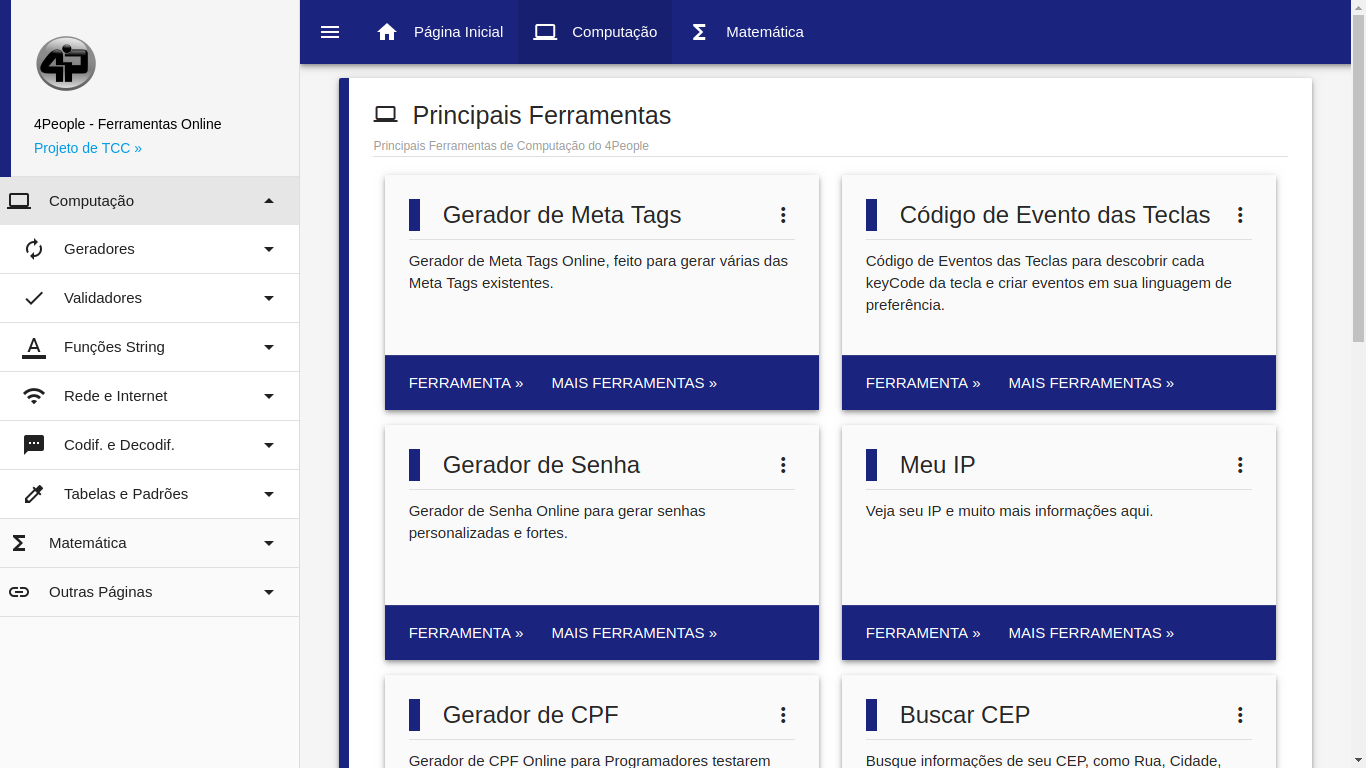 4P
4People - Ferramentas Online
Projeto de TCC »
Computação
Geradores
Validadores
Funções String
Rede e Internet
Codif. e Decodif.
Tabelas e Padrões
Matemática
Outras Páginas
Página Inicial
Computação
Matemática
Principais Ferramentas
Principais Ferramentas de Computação do 4People
Gerador de Meta Tags
Gerador de Meta Tags Online, feito para gerar várias das
Meta Tags existentes.
FERRAMENTA »
MAIS FERRAMENTAS »
Código de Evento das Teclas
Código de Eventos das Teclas para descobrir cada
keyCode da tecla e criar eventos em sua linguagem de
preferência.
FERRAMENTA »
MAIS FERRAMENTAS »
Gerador de Senha
Gerador de Senha Online para gerar senhas
personalizadas e fortes.
FERRAMENTA »
MAIS FERRAMENTAS »
Meu IP
Veja seu IP e muito mais informações aqui.
FERRAMENTA »
MAIS FERRAMENTAS »
Gerador de CPF
Gerador de CPF Online para Programadores testarem
Buscar CEP
Busque informações de seu CEP, como Rua, Cidade,